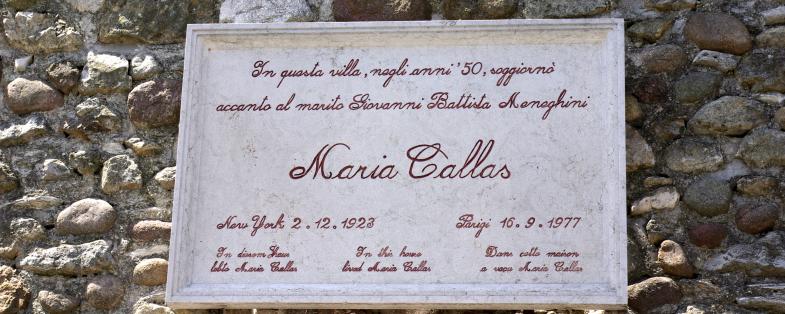 In questa villa, negli anni '50, soggiornò
accanto al marito Giovanni Battista Meneghini
Maria Callas
New York 2.12.1923 Parigi 16.9.1977
In diesem Haus In this house Dans cette maison
lebte Maria Callas lived Maria Callas a vecu Maria Callas